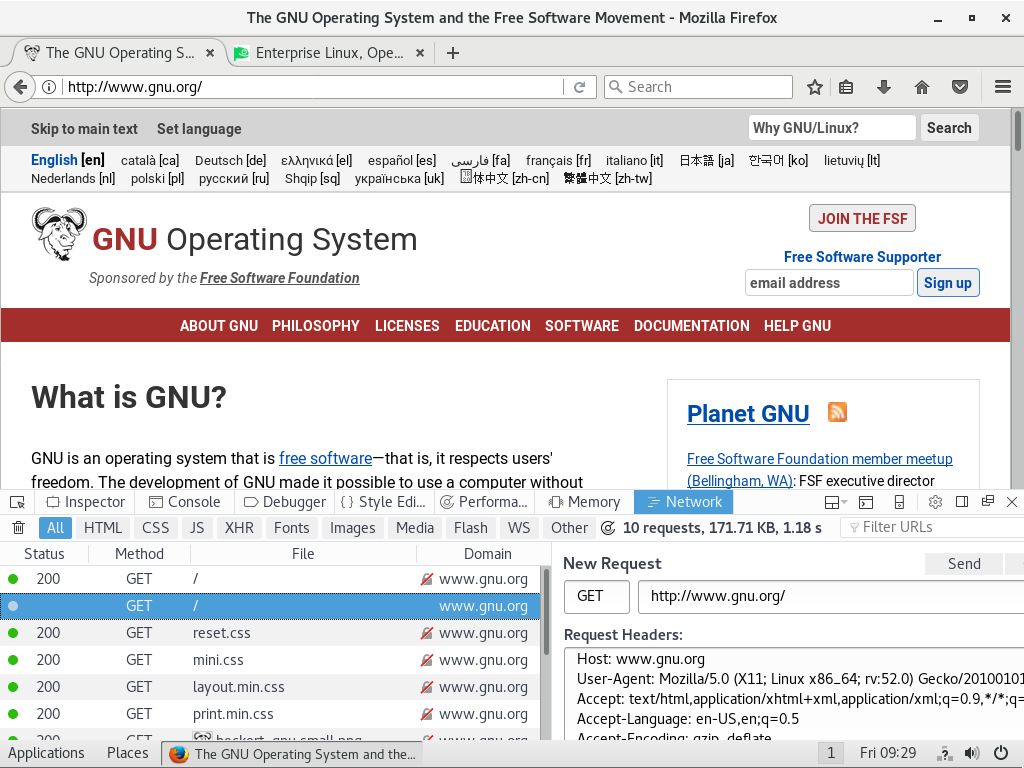 The GNU Operating System and the Free Software Movement - Mozilla Firefox
The GNU Operating S... Enterprise Linux, Ope...
http://www.gnu.org/ Search
Skip to main text Set language Why GNU/Linux? Search
English [en] català [ca] Deutsch [de] ελληνικά [el] español [es] فارسی [fa] français [fr] italiano [it] 日本語 [ja] 한국어 [ko] lietuvių [lt]
Nederlands [nl] polski [pl] русский [ru] Shqip [sq] українська [uk] 体中文 [zh-cn] 繁體中文 [zh-tw]
JOIN THE FSF
GNU Operating System
Free Software Supporter
Sponsored by the Free Software Foundation
email address Sign up
ABOUT GNU PHILOSOPHY LICENSES EDUCATION SOFTWARE DOCUMENTATION HELP GNU
What is GNU?
GNU is an operating system that is free software—that is, it respects users'
freedom. The development of GNU made it possible to use a computer without
Planet GNU
Free Software Foundation member meetup
(Bellingham, WA): FSF executive director
Inspector Console Debugger Style Edi... Performa... Memory Network
All HTML CSS JS XHR Fonts Images Media Flash WS Other 10 requests, 171.71 KB, 1.18 s Filter URLs
Status Method File Domain
200 GET / www.gnu.org
GET / www.gnu.org
200 GET reset.css www.gnu.org
200 GET mini.css www.gnu.org
200 GET layout.min.css www.gnu.org
200 GET print.min.css www.gnu.org
200 GET heckert_gnu.small.png www.gnu.org
New Request Send
GET http://www.gnu.org/
Request Headers:
Host: www.gnu.org
User-Agent: Mozilla/5.0 (X11; Linux x86_64; rv:52.0) Gecko/20100101
Accept: text/html,application/xhtml+xml,application/xml;q=0.9,*/*;q=
Accept-Language: en-US,en;q=0.5
Accept-Encoding: gzip, deflate
Applications Places The GNU Operating System and the... 1 Fri 09:29